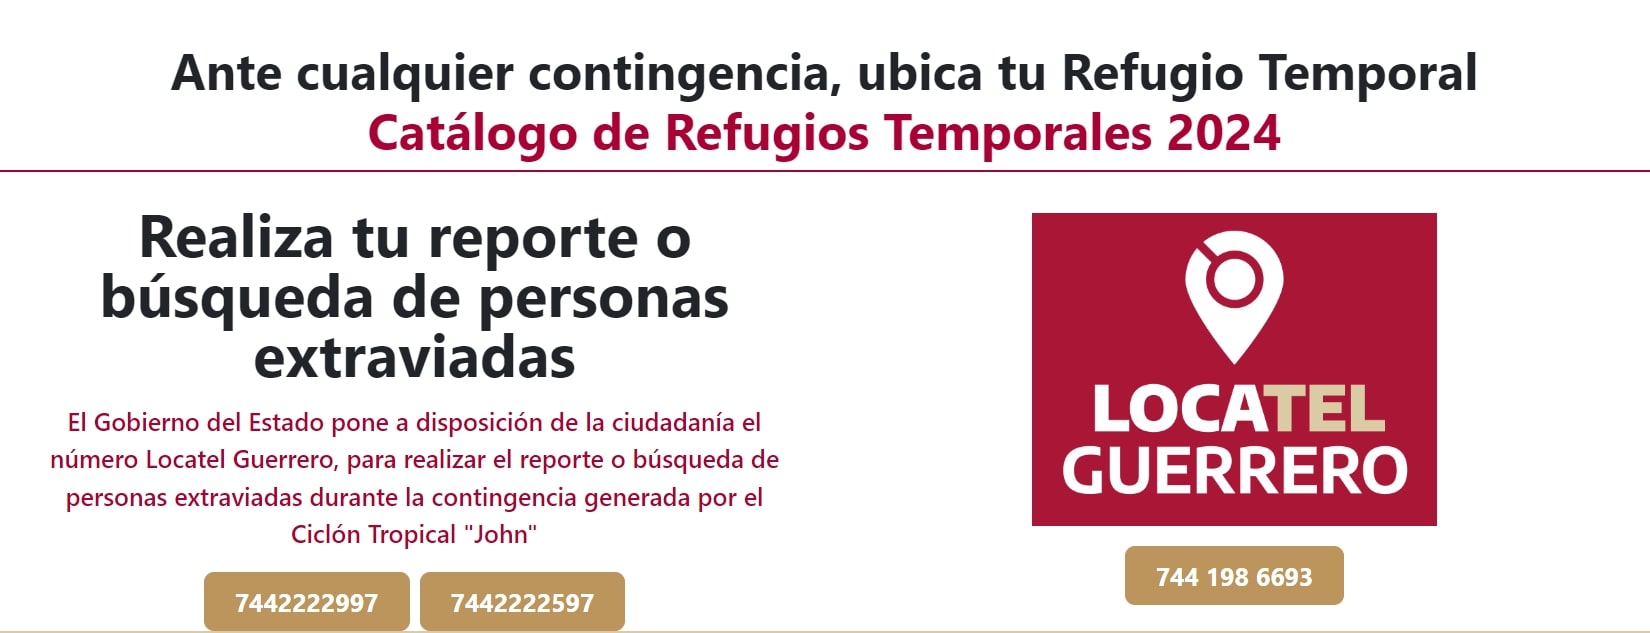 Ante cualquier contingencia, ubica tu Refugio Temporal
Catálogo de Refugios Temporales 2024
Realiza tu reporte o
búsqueda de personas
extraviadas
El Gobierno del Estado pone a disposición de la ciudadanía el
número Locatel Guerrero, para realizar el reporte o búsqueda de
personas extraviadas durante la contingencia generada por el
Ciclón Tropical "John"
7442222997
7442222597
LOCATEL
GUERRERO
744 198 6693